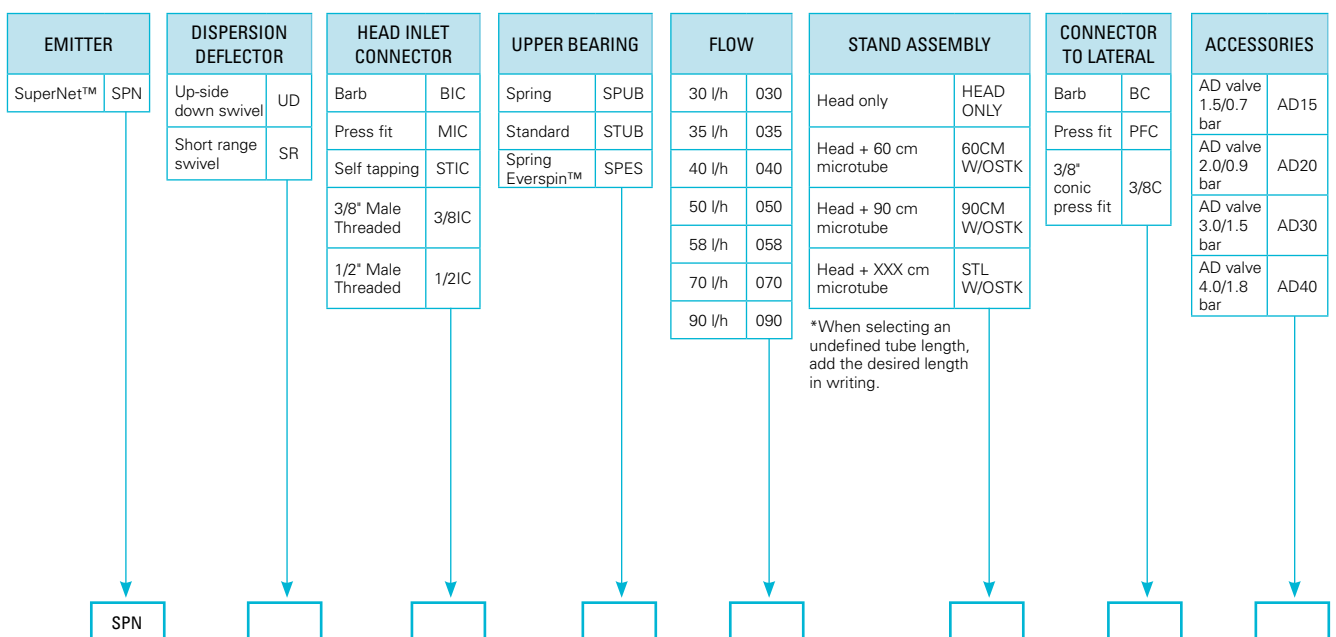 EMITTER
SuperNet™ SPN
DISPERSION
DEFLECTOR
Up-side
down swivel UD
Short range
swivel SR
HEAD INLET
CONNECTOR
Barb BIC
Press fit MIC
Self tapping STIC
3/8" Male
Threaded 3/8IC
1/2" Male
Threaded 1/2IC
UPPER BEARING
Spring SPUB
Standard STUB
Spring
Everspin™ SPES
FLOW
30 l/h 030
35 l/h 035
40 l/h 040
50 l/h 050
58 l/h 058
70 l/h 070
90 l/h 090
STAND ASSEMBLY
Head only HEAD
ONLY
Head + 60 cm
microtube 60CM
W/OSTK
Head + 90 cm
microtube 90CM
W/OSTK
Head + XXX cm
microtube STL
W/OSTK
*When selecting an
undefined tube length,
add the desired length
in writing.
CONNECTOR
TO LATERAL
Barb BC
Press fit PFC
3/8"
conic
press fit 3/8C
ACCESSORIES
AD valve
1.5/0.7
bar AD15
AD valve
2.0/0.9
bar AD20
AD valve
3.0/1.5
bar AD30
AD valve
4.0/1.8
bar AD40
SPN